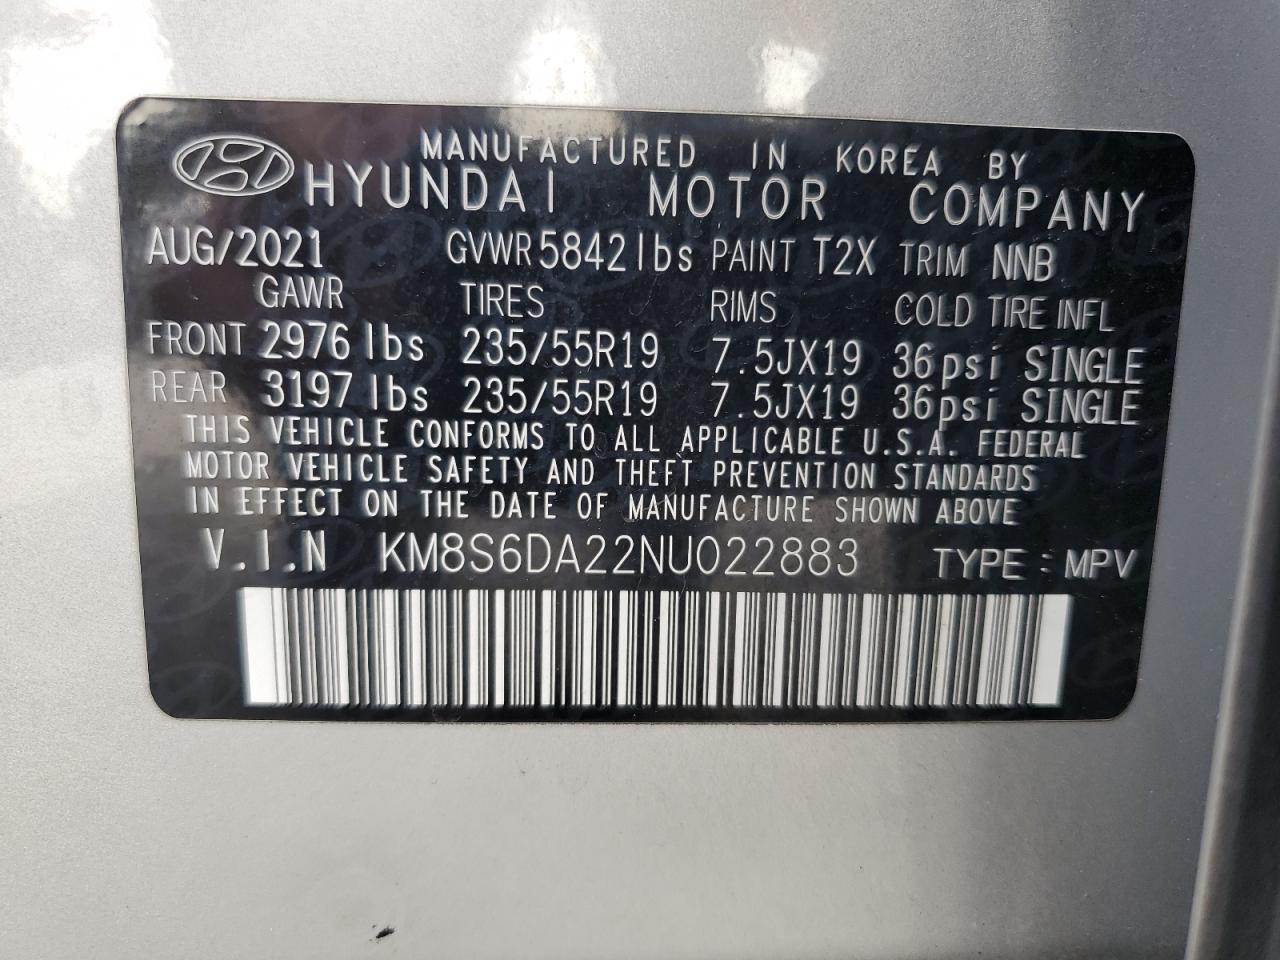 MANUFACTURED IN KOREA BY
HYUNDAI MOTOR COMPANY
AUG/2021 GVWR 5842 lbs PAINT T2X TRIM NNB
GAWR TIRES RIMS COLD TIRE INFL
FRONT 2976 lbs 235/55R19 7.5JX19 36psi SINGLE
REAR 3197 lbs 235/55R19 7.5JX19 36psi SINGLE
THIS VEHICLE CONFORMS TO ALL APPLICABLE U.S.A. FEDERAL
MOTOR VEHICLE SAFETY AND THEFT PREVENTION STANDARDS
IN EFFECT ON THE DATE OF MANUFACTURE SHOWN ABOVE
V.I.N KM8S6DA22NU022883 TYPE : MPV